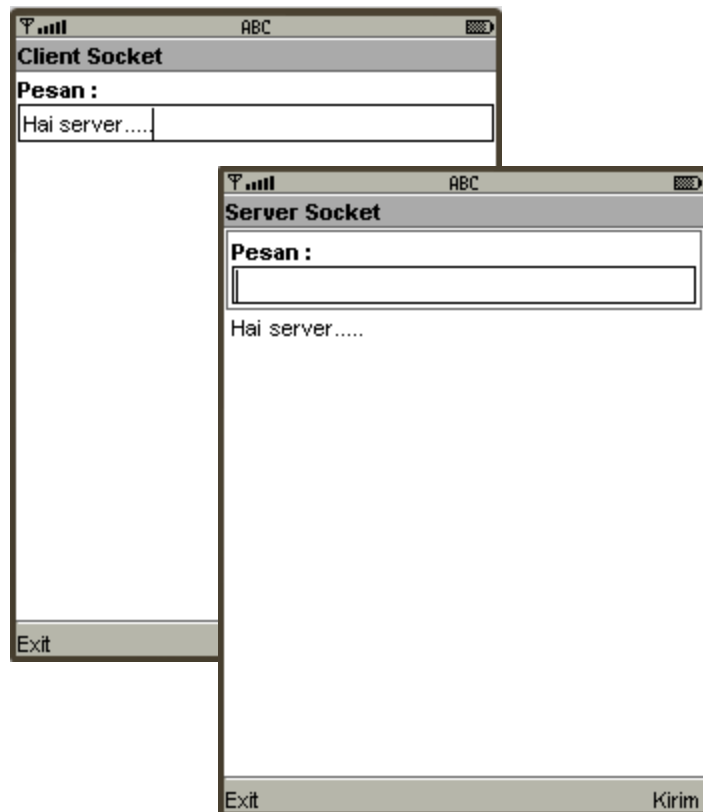 ABC
Client Socket
Pesan :
Hai server.....
Exit
ABC
Server Socket
Pesan :
Hai server.....
Exit Kirim